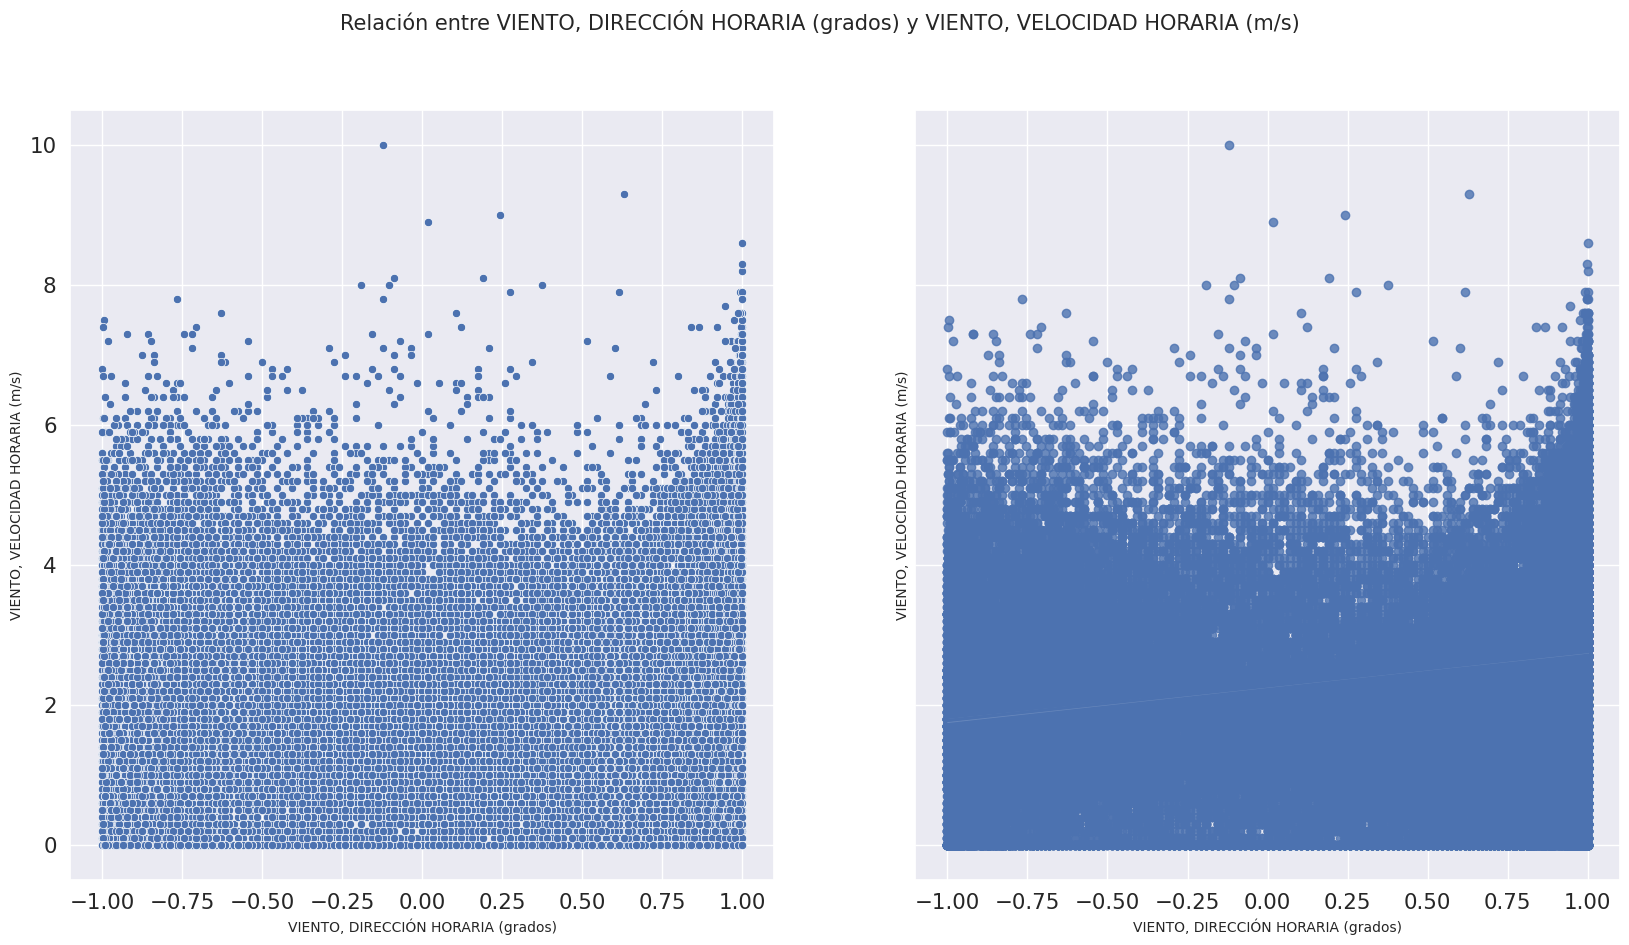 Relación entre VIENTO, DIRECCIÓN HORARIA (grados) y VIENTO, VELOCIDAD HORARIA (m/s)
VIENTO, VELOCIDAD HORARIA (m/s)
10
8
6
4
2
0
−1.00 −0.75 −0.50 −0.25 0.00 0.25 0.50 0.75 1.00
VIENTO, DIRECCIÓN HORARIA (grados)
VIENTO, VELOCIDAD HORARIA (m/s)
−1.00 −0.75 −0.50 −0.25 0.00 0.25 0.50 0.75 1.00
VIENTO, DIRECCIÓN HORARIA (grados)